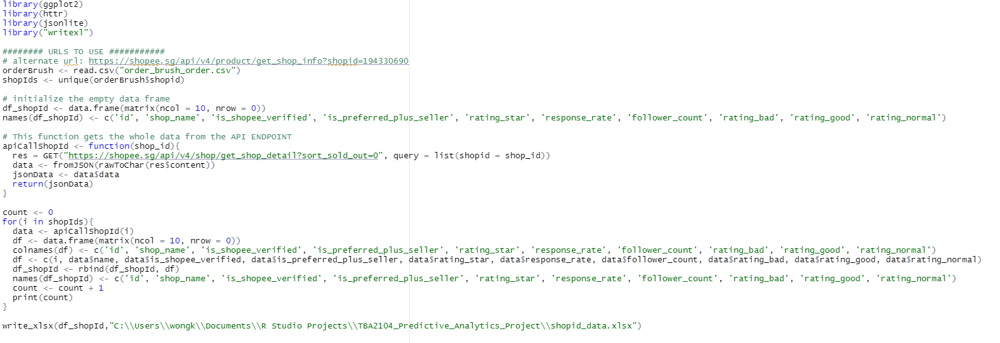 library(ggplot2)
library(httr)
library(jsonlite)
library("writexl")
######## URLS TO USE ###########
# alternate url: https://shopee.sg/api/v4/product/get_shop_info?shopid=194330690
orderBrush <- read.csv("order_brush_order.csv")
shopIds <- unique(orderBrush$shopid)
# initialize the empty data frame
df_shopId <- data.frame(matrix(ncol = 10, nrow = 0))
names(df_shopId) <- c('id', 'shop_name', 'is_shopee_verified', 'is_preferred_plus_seller', 'rating_star', 'response_rate', 'follower_count', 'rating_bad', 'rating_good', 'rating_normal')
# This function gets the whole data from the API ENDPOINT
apiCallShopId <- function(shop_id){
  res = GET("https://shopee.sg/api/v4/shop/get_shop_detail?sort_sold_out=0", query = list(shopid = shop_id))
  data <- fromJSON(rawToChar(res$content))
  jsonData <- data$data
  return(jsonData)
}
count <- 0
for(i in shopIds){
  data <- apiCallShopId(i)
  df <- data.frame(matrix(ncol = 10, nrow = 0))
  colnames(df) <- c('id', 'shop_name', 'is_shopee_verified', 'is_preferred_plus_seller', 'rating_star', 'response_rate', 'follower_count', 'rating_bad', 'rating_good', 'rating_normal')
  df <- c(i, data$name, data$is_shopee_verified, data$is_preferred_plus_seller, data$rating_star, data$response_rate, data$follower_count, data$rating_bad, data$rating_good, data$rating_normal)
  df_shopId <- rbind(df_shopId, df)
  names(df_shopId) <- c('id', 'shop_name', 'is_shopee_verified', 'is_preferred_plus_seller', 'rating_star', 'response_rate', 'follower_count', 'rating_bad', 'rating_good', 'rating_normal')
  count <- count + 1
  print(count)
}
write_xlsx(df_shopId,"C:\\Users\\wongk\\Documents\\R Studio Projects\\TBA2104_Predictive_Analytics_Project\\shopid_data.xlsx")